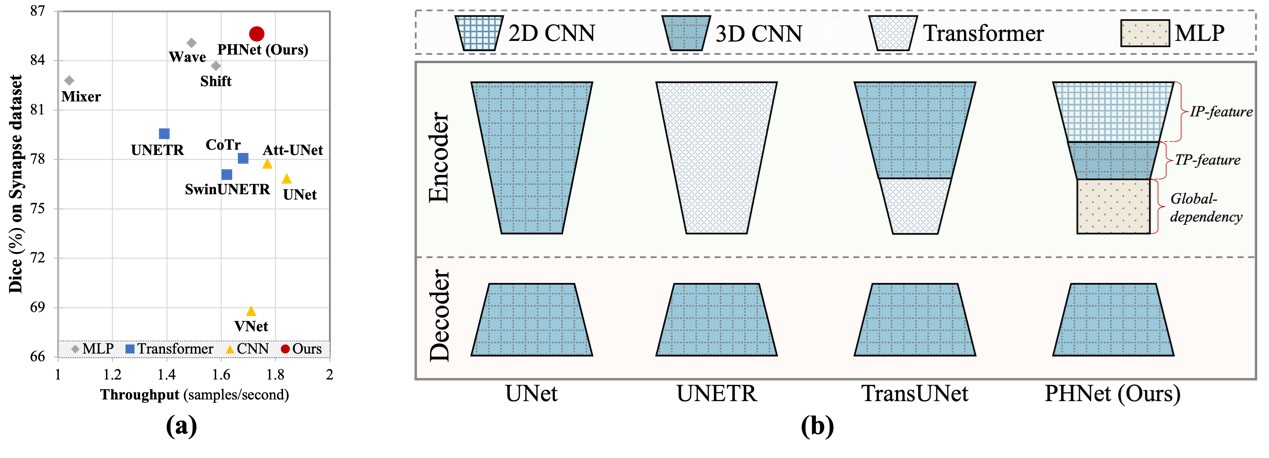 Dice (%) on Synapse dataset
87
84
81
78
75
72
69
66
Wave
PHNet (Ours)
Shift
Mixer
UNETR
CoTr
Att-UNet
SwinUNETR
UNet
VNet
MLP Transformer CNN Ours
1 1.2 1.4 1.6 1.8 2
Throughput (samples/second)
(a)
2D CNN 3D CNN Transformer MLP
Encoder
IP-feature
TP-feature
Global-
dependency
Decoder
UNet UNETR TransUNet PHNet (Ours)
(b)